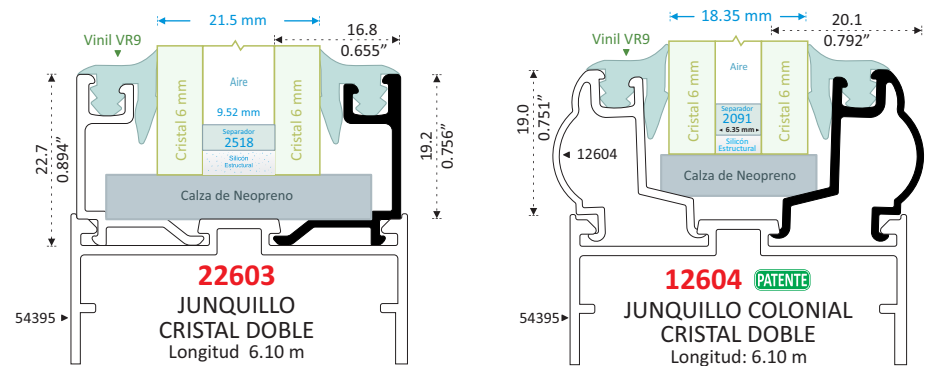 21.5 mm
16.8
0.655”
Vinil VR9
Cristal 6 mm
Aire
9.52 mm
Separador
2518
Silicón
Estructural
Cristal 6 mm
22.7
0.894”
19.2
0.756”
Calza de Neopreno
22603
JUNQUILLO
CRISTAL DOBLE
Longitud 6.10 m
54395
18.35 mm
20.1
0.792”
Vinil VR9
Cristal 6 mm
Aire
Separador
2091
6.35 mm
Silicón
Estructural
Cristal 6 mm
19.0
0.751”
12604
Calza de Neopreno
12604 PATENTE
JUNQUILLO COLONIAL
CRISTAL DOBLE
Longitud: 6.10 m
54395